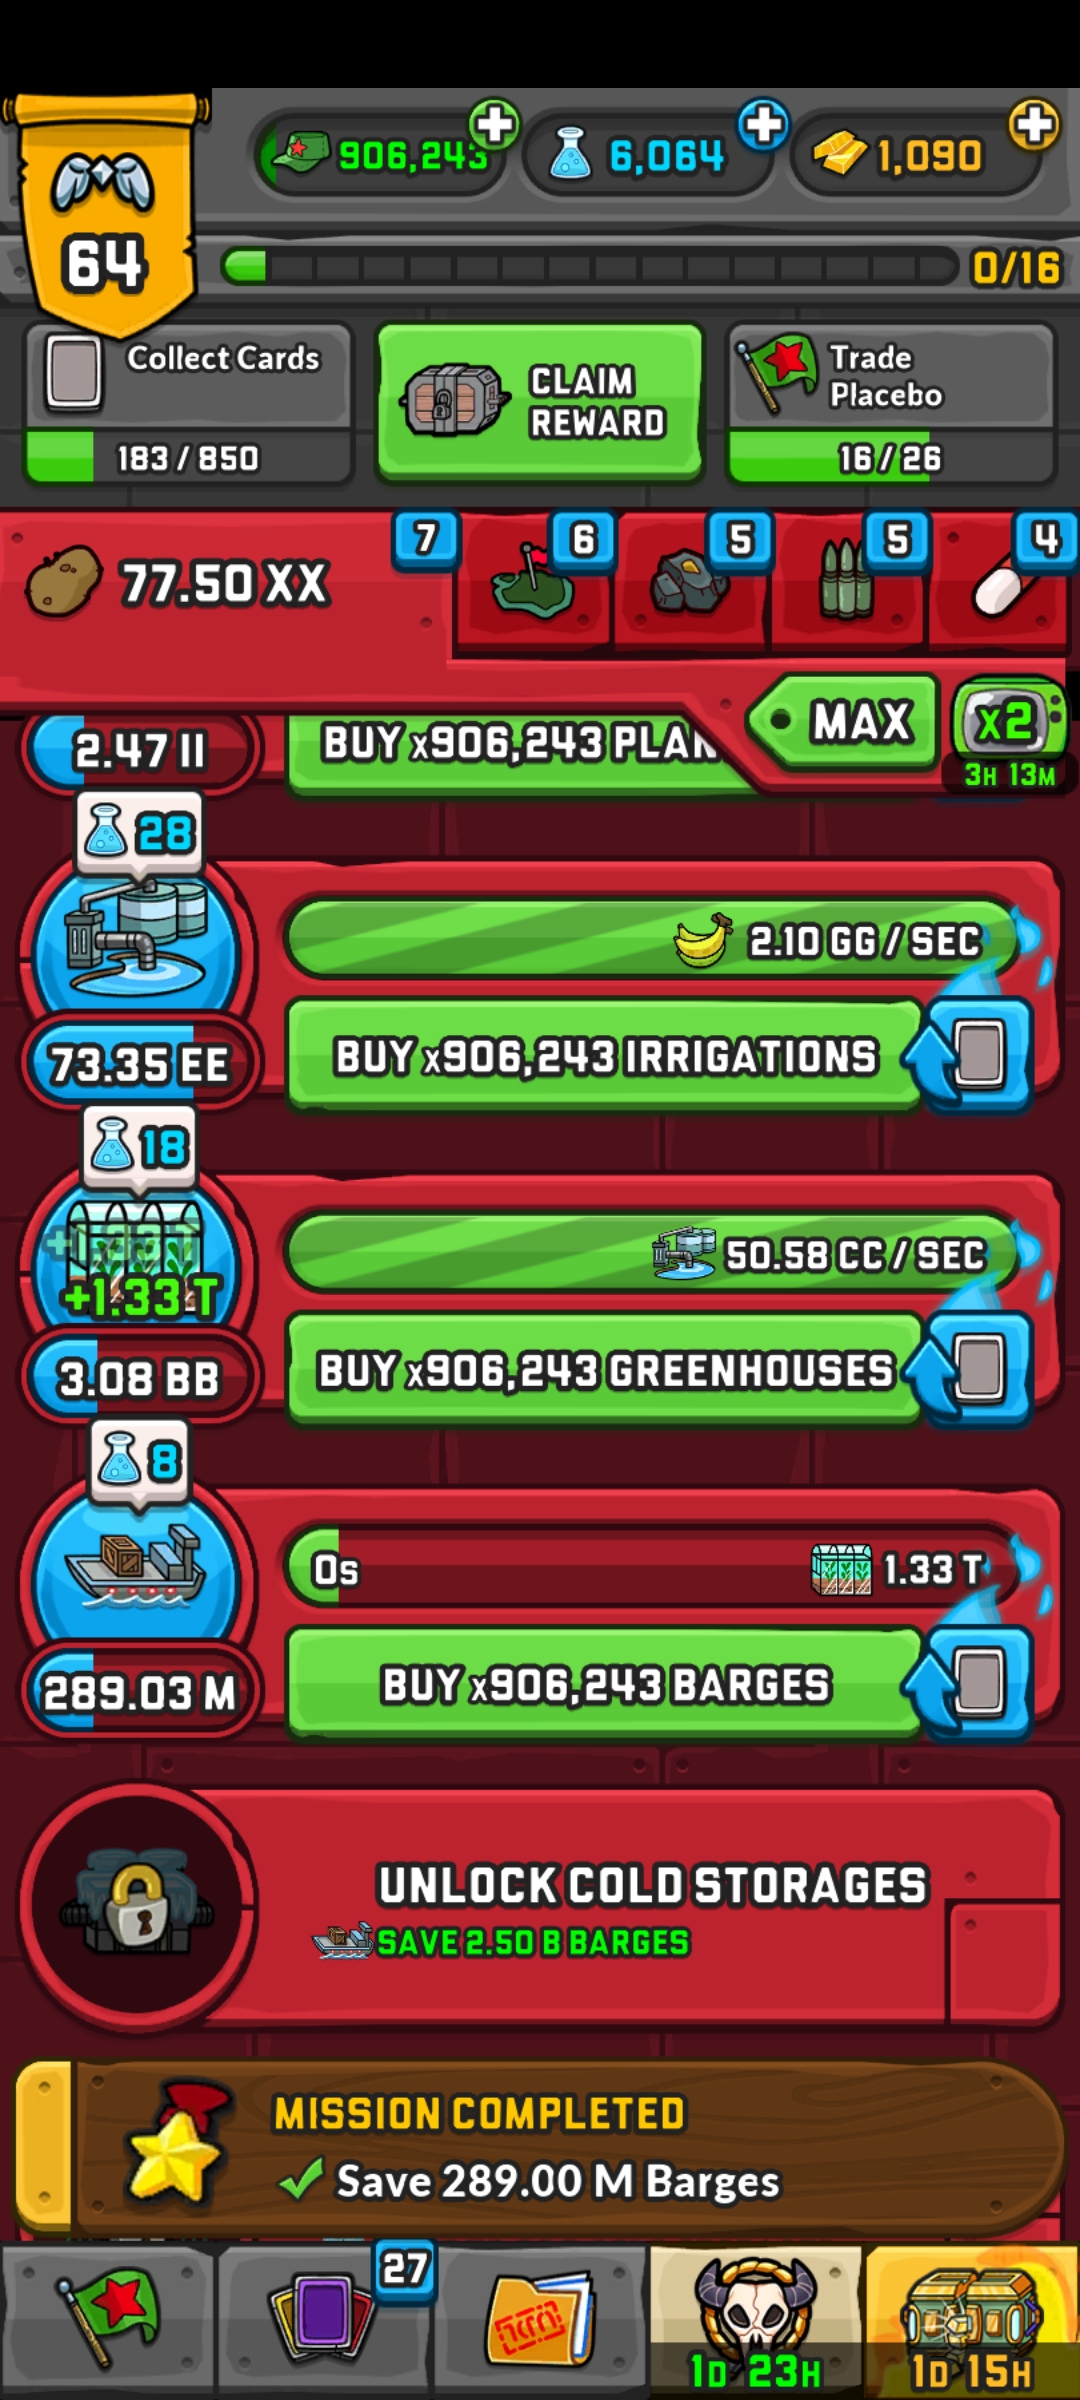 906,243
6,064
1,090
64
0/16
Collect Cards
183 / 850
CLAIM
REWARD
Trade
Placebo
16 / 26
77.50 XX
7
6
5
5
4
MAX
x2
3H 13M
2.47 II
BUY x906,243 PLAN
28
2.10 GG / SEC
73.35 EE
BUY x906,243 IRRIGATIONS
18
+1.33 T
50.58 CC / SEC
3.08 BB
BUY x906,243 GREENHOUSES
8
0s
1.33 T
289.03 M
BUY x906,243 BARGES
UNLOCK COLD STORAGES
SAVE 2.50 B BARGES
MISSION COMPLETED
Save 289.00 M Barges
27
1D 23H
1D 15H